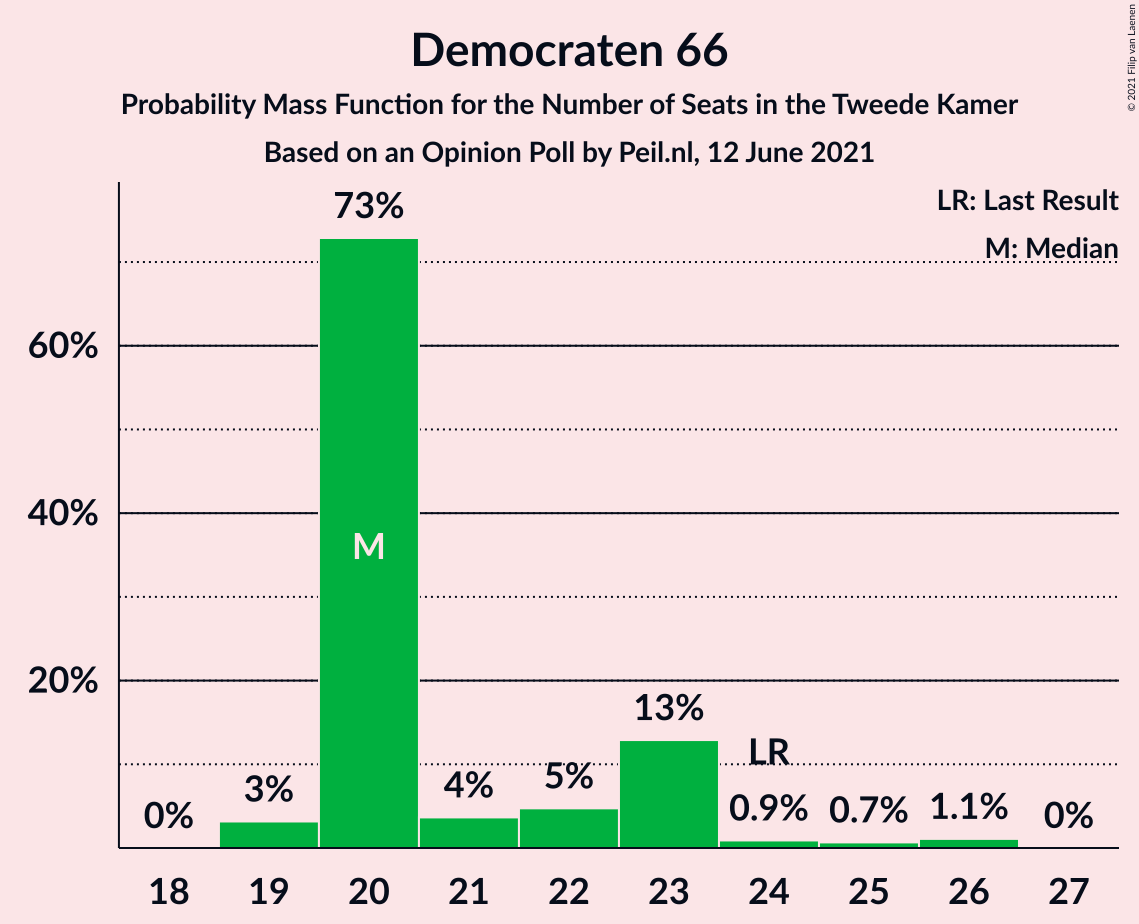 Democraten 66
Probability Mass Function for the Number of Seats in the Tweede Kamer
Based on an Opinion Poll by Peil.nl, 12 June 2021
© 2021 Filip van Laenen
LR: Last Result
M: Median
60%
40%
20%
0%
3%
73%
M
4%
5%
13%
LR
0.9%
0.7%
1.1%
0%
18 19 20 21 22 23 24 25 26 27